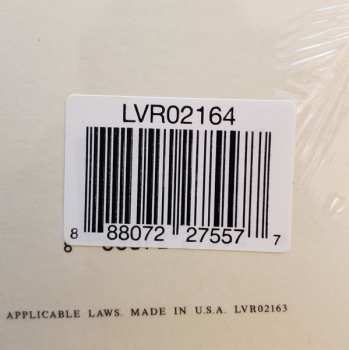 LVR02164
8 88072 27557 7
APPLICABLE LAWS. MADE IN U.S.A. LVR02163